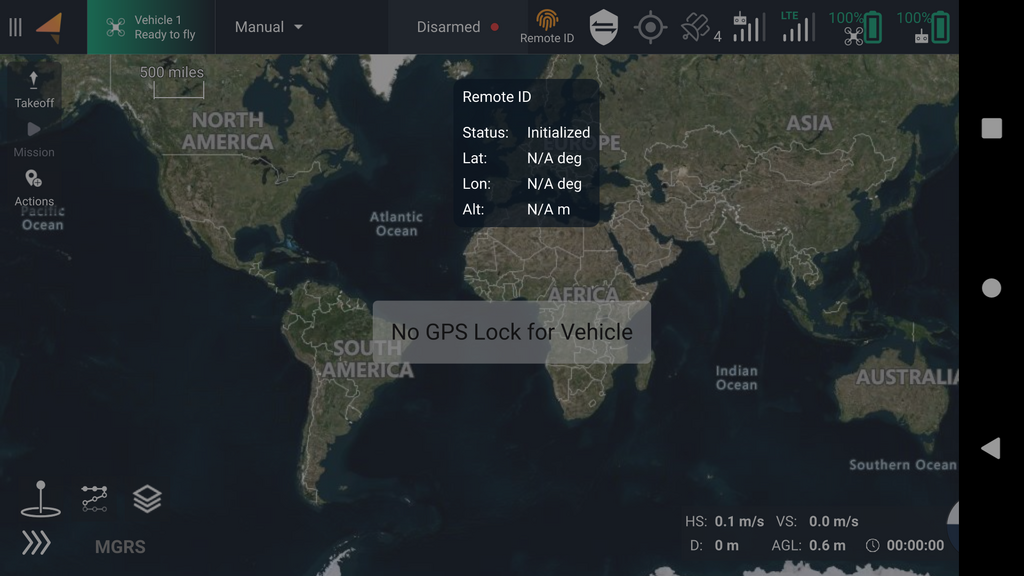 Vehicle 1
Ready to fly
Manual
Disarmed
Remote ID
4
LTE
100%
100%
500 miles
Takeoff
Mission
Actions
Remote ID
Status: Initialized
Lat: N/A deg
Lon: N/A deg
Alt: N/A m
NORTH
AMERICA
EUROPE
ASIA
Pacific
Ocean
Atlantic
Ocean
AFRICA
No GPS Lock for Vehicle
SOUTH
AMERICA
Indian
Ocean
AUSTRALIA
Southern Ocean
HS: 0.1 m/s VS: 0.0 m/s
D: 0 m AGL: 0.6 m 00:00:00
MGRS